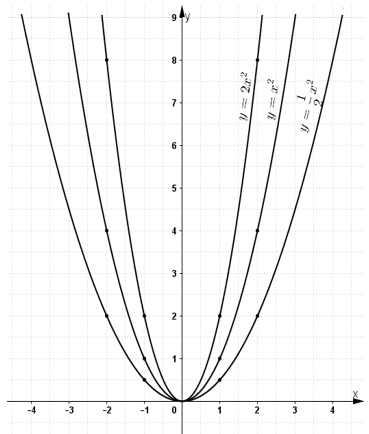 y
9
8
7
6
5
4
3
2
1
0
-4 -3 -2 -1 1 2 3 4
x
y = 2x²
y = x²
y = 1/2 x²